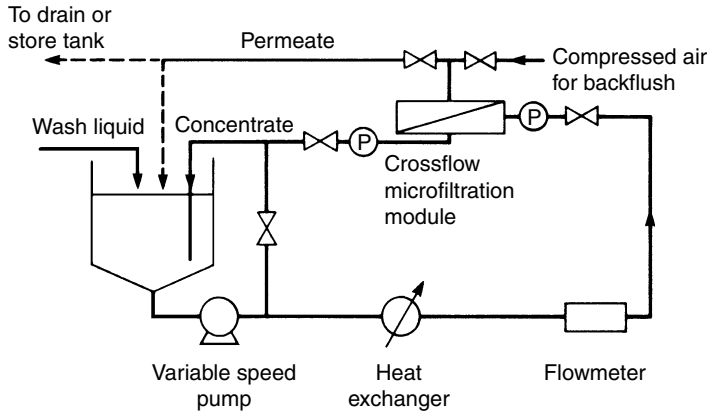 To drain or
store tank
Permeate
Compressed air
for backflush
Wash liquid
Concentrate
P
P
Crossflow
microfiltration
module
Variable speed
pump
Heat
exchanger
Flowmeter